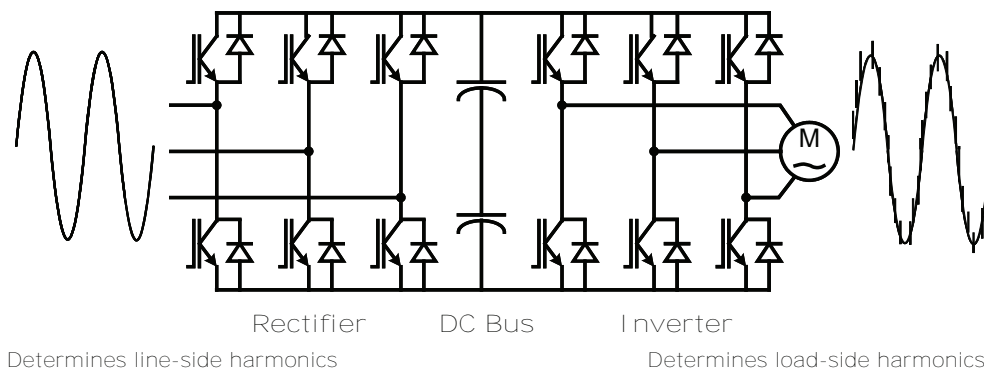 M
Rectifier
DC Bus
Inverter
Determines line-side harmonics
Determines load-side harmonics